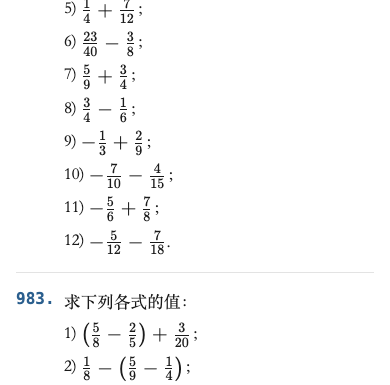 5) 1/4 + 7/12;
6) 23/40 − 3/8;
7) 5/9 + 3/4;
8) 3/4 − 1/6;
9) −1/3 + 2/9;
10) −7/10 − 4/15;
11) −5/6 + 7/8;
12) −5/12 − 7/18.
983. 求下列各式的值:
1) (5/8 − 2/5) + 3/20;
2) 1/8 − (5/9 − 1/4);